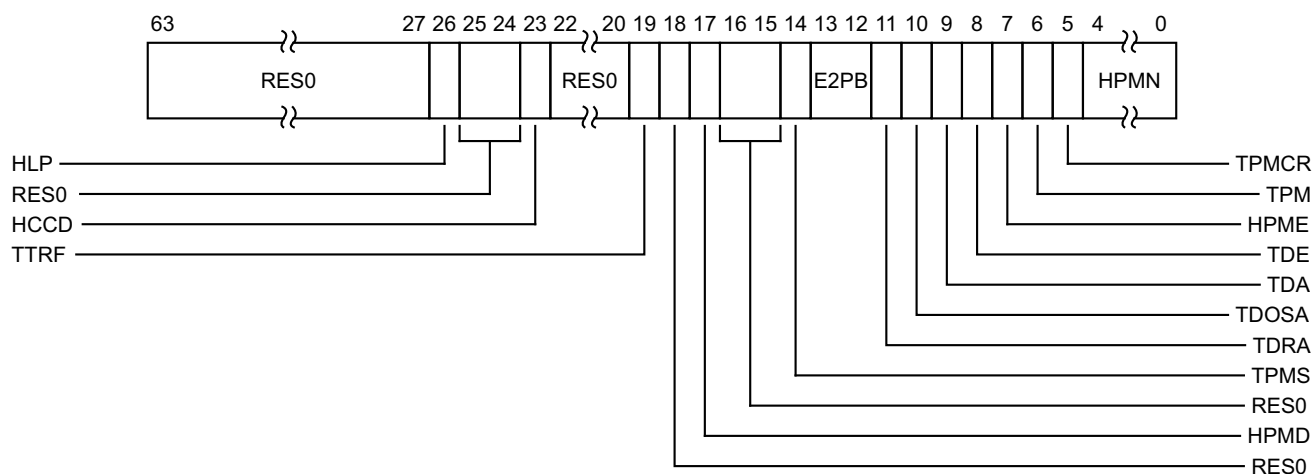 63 27 26 25 24 23 22 20 19 18 17 16 15 14 13 12 11 10 9 8 7 6 5 4 0
RES0 RES0 E2PB HPMN
HLP TPMCR
RES0 TPM
HCCD HPME
TTRF TDE
TDA
TDOSA
TDRA
TPMS
RES0
HPMD
RES0